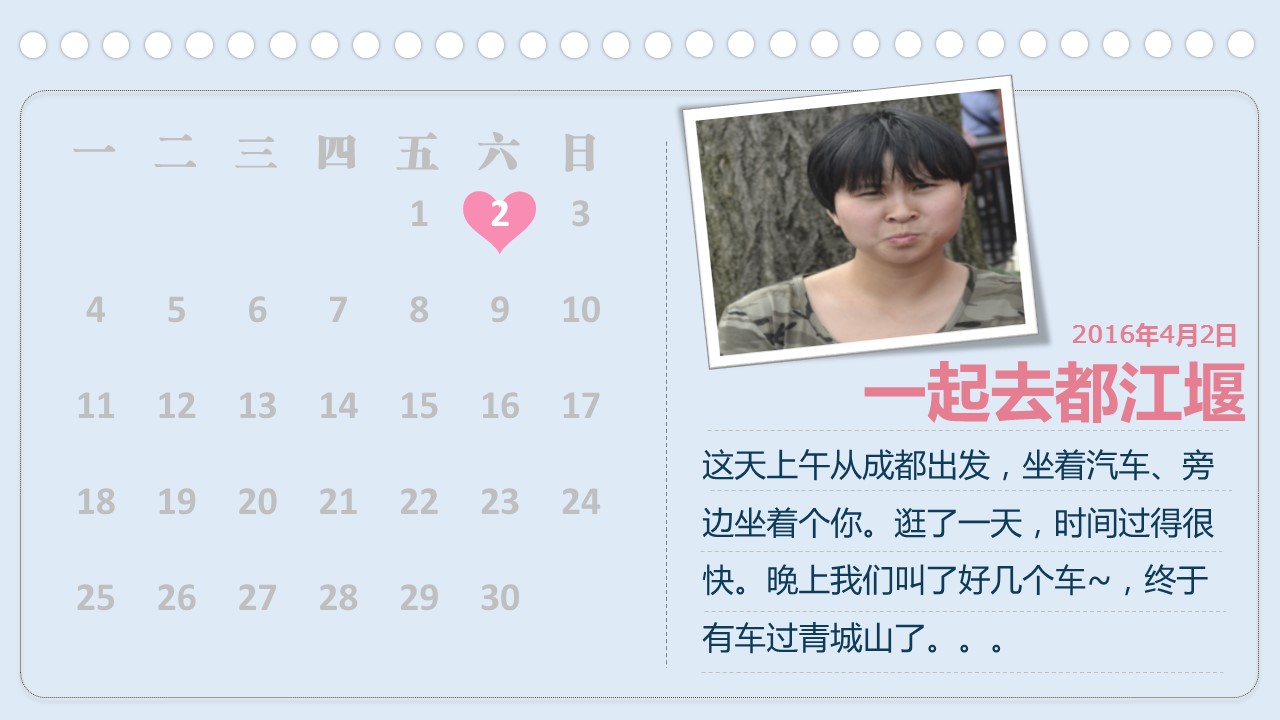 一 二 三 四 五 六 日
1 2 3
4 5 6 7 8 9 10
11 12 13 14 15 16 17
18 19 20 21 22 23 24
25 26 27 28 29 30
2016年4月2日
一起去都江堰
这天上午从成都出发，坐着汽车、旁
边坐着个你。逛了一天，时间过得很
快。晚上我们叫了好几个车~，终于
有车过青城山了。。。